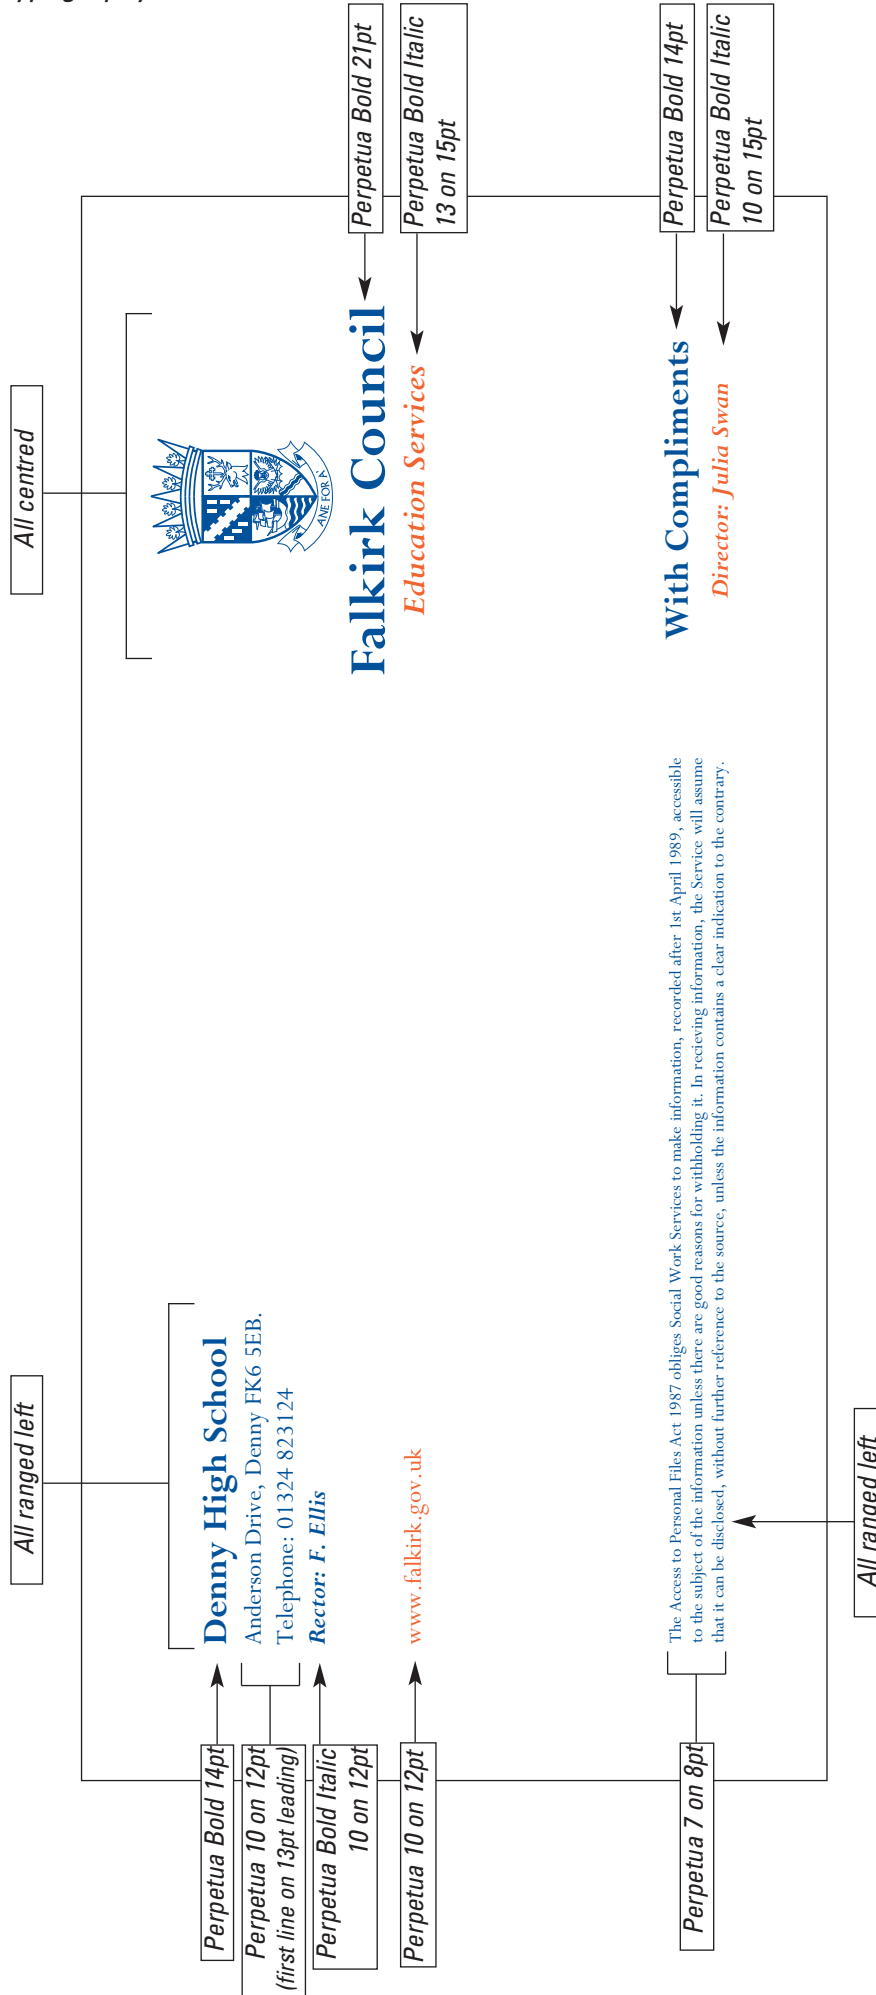 All ranged left
All centred
Perpetua Bold 14pt
Denny High School
Perpetua 10 on 12pt
(first line on 13pt leading)
Anderson Drive, Denny FK6 5EB.
Telephone: 01324 823124
Perpetua Bold Italic
10 on 12pt
Rector: F. Ellis
Perpetua 10 on 12pt
www.falkirk.gov.uk
ANE FOR A'
Falkirk Council
Perpetua Bold 21pt
Education Services
Perpetua Bold Italic
13 on 15pt
Perpetua 7 on 8pt
The Access to Personal Files Act 1987 obliges Social Work Services to make information, recorded after 1st April 1989, accessible
to the subject of the information unless there are good reasons for withholding it. In recieving information, the Service will assume
that it can be disclosed, without further reference to the source, unless the information contains a clear indication to the contrary.
With Compliments
Perpetua Bold 14pt
Director: Julia Swan
Perpetua Bold Italic
10 on 15pt
All ranged left